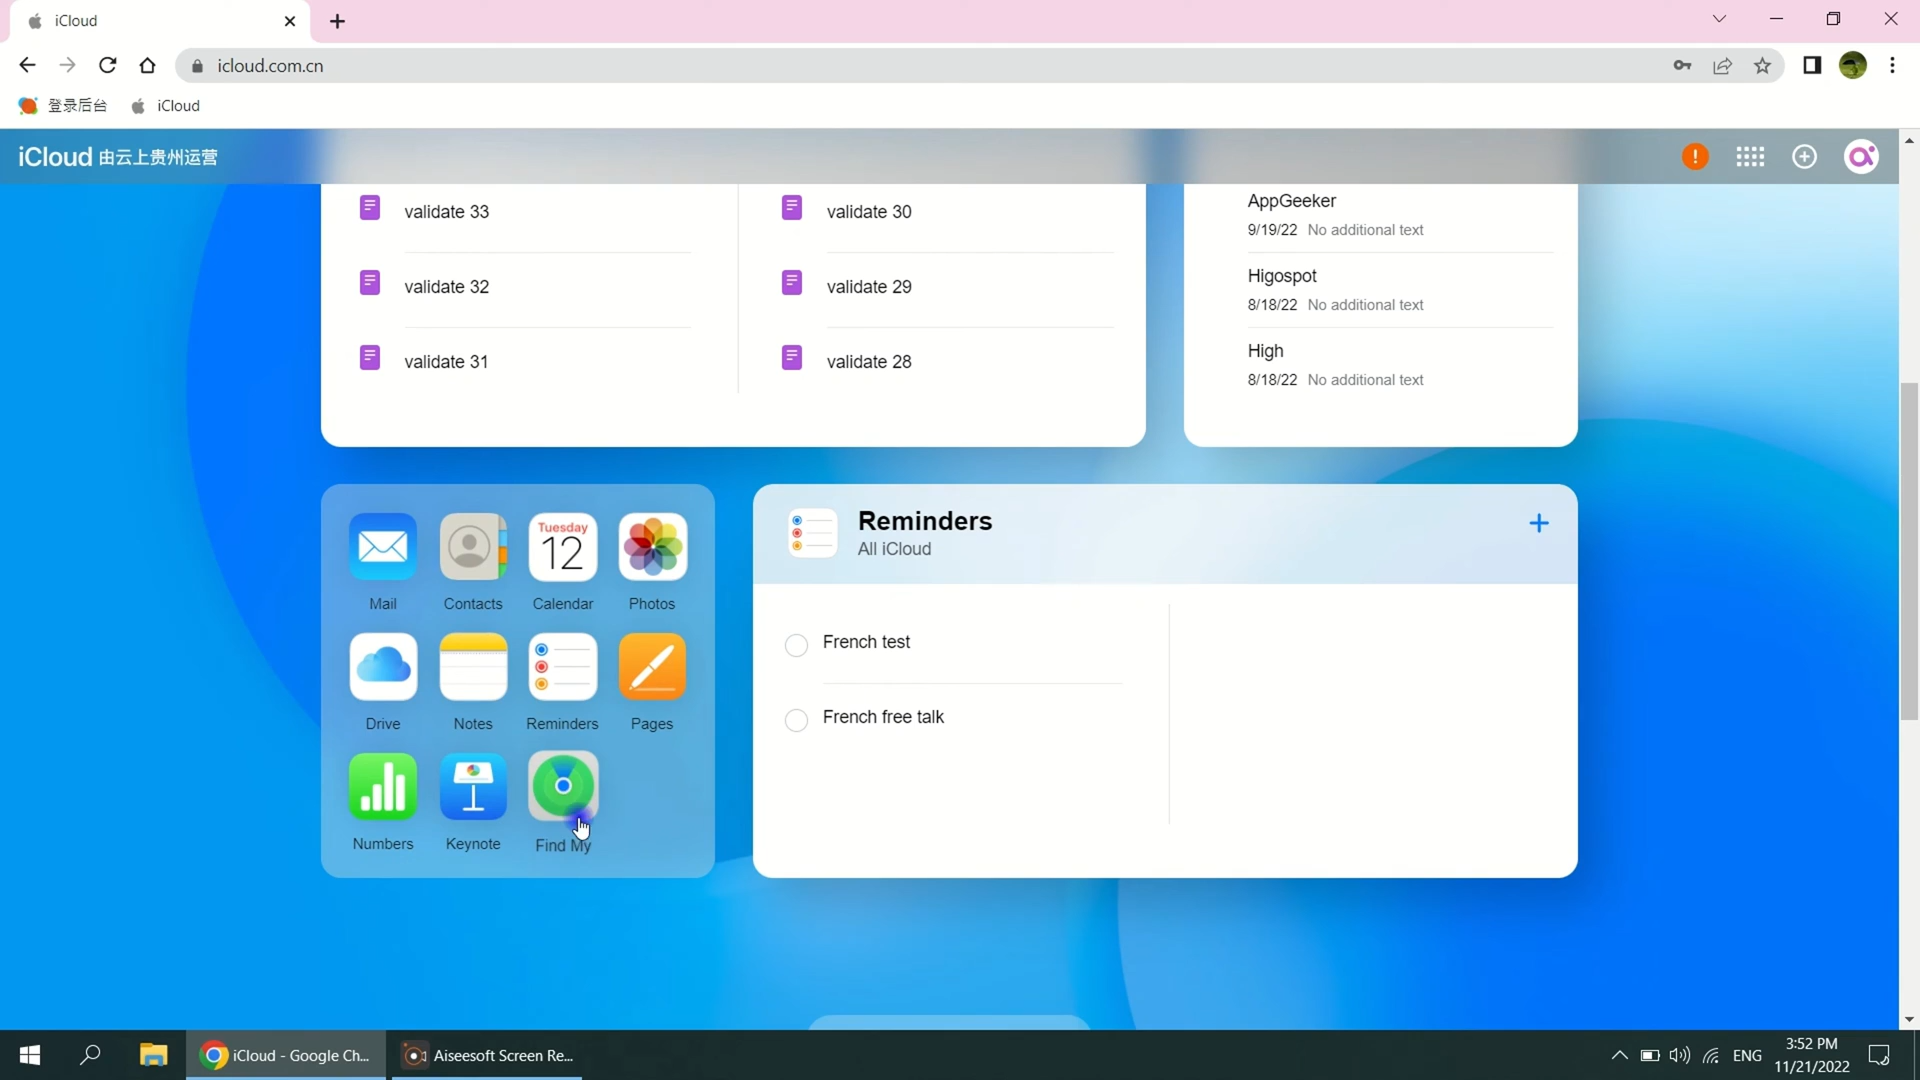 iCloud
icloud.com.cn
登录后台 iCloud
iCloud 由云上贵州运营
validate 33
validate 32
validate 31
validate 30
validate 29
validate 28
AppGeeker
9/19/22 No additional text
Higospot
8/18/22 No additional text
High
8/18/22 No additional text
Tuesday
12
Mail Contacts Calendar Photos
Drive Notes Reminders Pages
Numbers Keynote Find My
Reminders
All iCloud
French test
French free talk
iCloud - Google Ch...
Aiseesoft Screen Re...
ENG
3:52 PM
11/21/2022